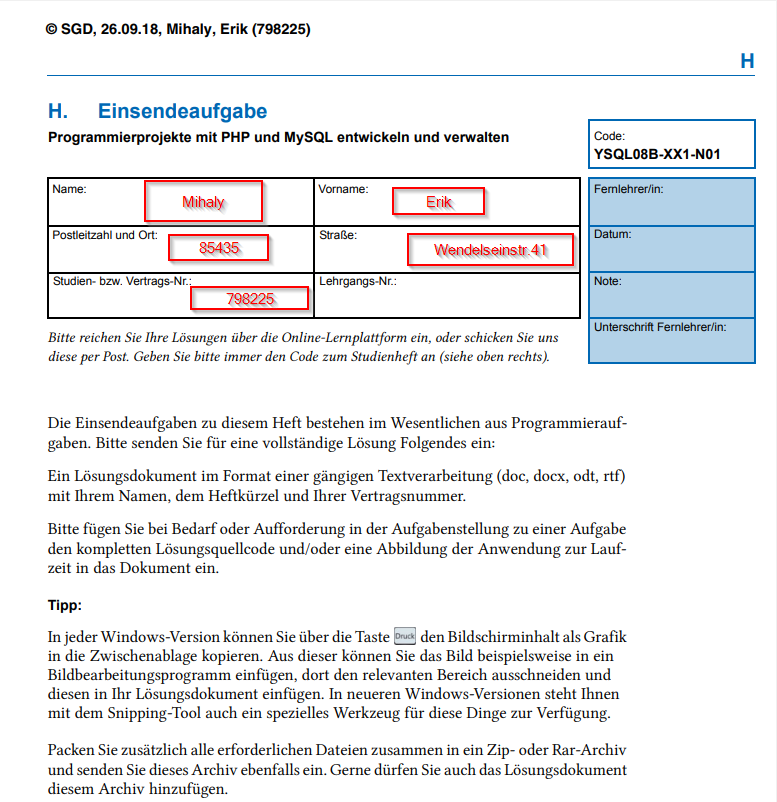 © SGD, 26.09.18, Mihaly, Erik (798225)
H
H. Einsendeaufgabe
Programmierprojekte mit PHP und MySQL entwickeln und verwalten
Code:
YSQL08B-XX1-N01
Name:
Mihaly
Vorname:
Erik
Fernlehrer/in:
Postleitzahl und Ort:
85435
Straße:
Wendelseinstr.41
Datum:
Studien- bzw. Vertrags-Nr.:
798225
Lehrgangs-Nr.:
Note:
Unterschrift Fernlehrer/in:
Bitte reichen Sie Ihre Lösungen über die Online-Lernplattform ein, oder schicken Sie uns
diese per Post. Geben Sie bitte immer den Code zum Studienheft an (siehe oben rechts).
Die Einsendeaufgaben zu diesem Heft bestehen im Wesentlichen aus Programmierauf-
gaben. Bitte senden Sie für eine vollständige Lösung Folgendes ein:
Ein Lösungsdokument im Format einer gängigen Textverarbeitung (doc, docx, odt, rtf)
mit Ihrem Namen, dem Heftkürzel und Ihrer Vertragsnummer.
Bitte fügen Sie bei Bedarf oder Aufforderung in der Aufgabenstellung zu einer Aufgabe
den kompletten Lösungsquellcode und/oder eine Abbildung der Anwendung zur Lauf-
zeit in das Dokument ein.
Tipp:
In jeder Windows-Version können Sie über die Taste Druck den Bildschirminhalt als Grafik
in die Zwischenablage kopieren. Aus dieser können Sie das Bild beispielsweise in ein
Bildbearbeitungsprogramm einfügen, dort den relevanten Bereich ausschneiden und
diesen in Ihr Lösungsdokument einfügen. In neueren Windows-Versionen steht Ihnen
mit dem Snipping-Tool auch ein spezielles Werkzeug für diese Dinge zur Verfügung.
Packen Sie zusätzlich alle erforderlichen Dateien zusammen in ein Zip- oder Rar-Archiv
und senden Sie dieses Archiv ebenfalls ein. Gerne dürfen Sie auch das Lösungsdokument
diesem Archiv hinzufügen.